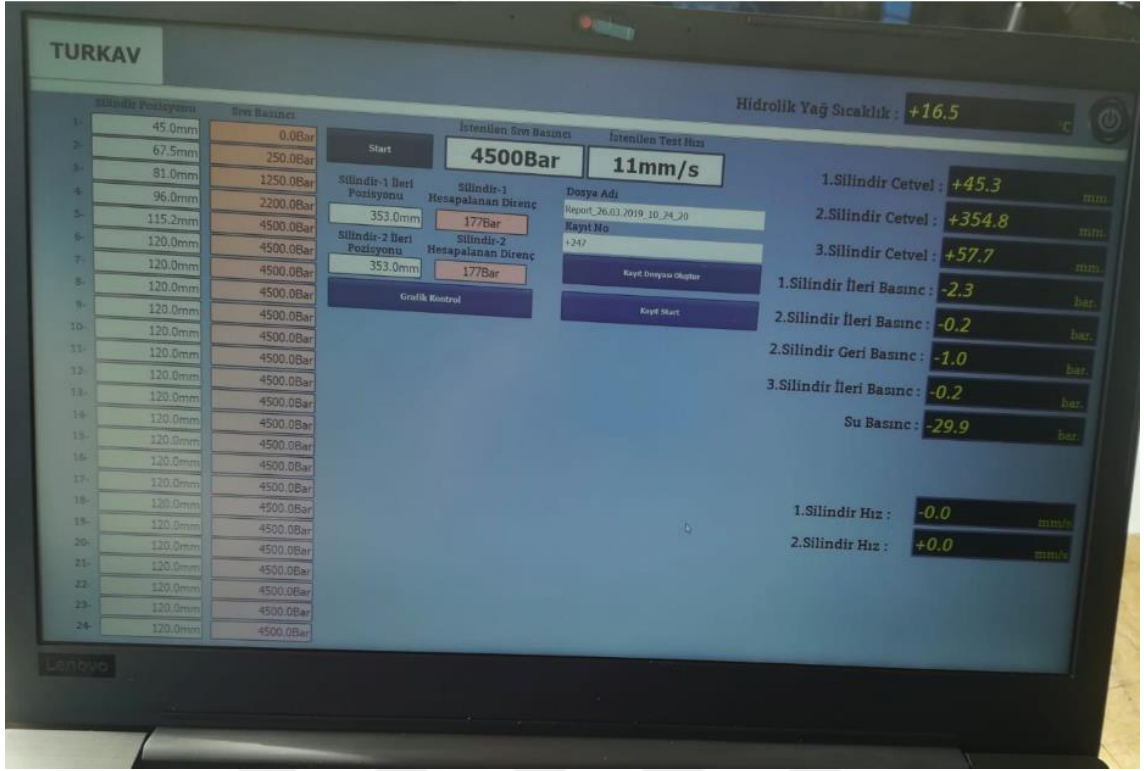 TURKAV
Hidrolik Yağ Sıcaklık : +16.5 °C
Silindir Pozisyonu Sıvı Basıncı
1- 45.0mm 0.0Bar
2- 67.5mm 250.0Bar
3- 81.0mm 1250.0Bar
4- 96.0mm 2200.0Bar
5- 115.2mm 4500.0Bar
6- 120.0mm 4500.0Bar
7- 120.0mm 4500.0Bar
8- 120.0mm 4500.0Bar
9- 120.0mm 4500.0Bar
10- 120.0mm 4500.0Bar
11- 120.0mm 4500.0Bar
12- 120.0mm 4500.0Bar
13- 120.0mm 4500.0Bar
14- 120.0mm 4500.0Bar
15- 120.0mm 4500.0Bar
16- 120.0mm 4500.0Bar
17- 120.0mm 4500.0Bar
18- 120.0mm 4500.0Bar
19- 120.0mm 4500.0Bar
20- 120.0mm 4500.0Bar
21- 120.0mm 4500.0Bar
22- 120.0mm 4500.0Bar
23- 120.0mm 4500.0Bar
24- 120.0mm 4500.0Bar
Start
İstenilen Sıvı Basıncı
4500Bar
İstenilen Test Hızı
11mm/s
Silindir-1 İleri
Pozisyonu
353.0mm
Silindir-1
Hesapalanan Direnç
177Bar
Silindir-2 İleri
Pozisyonu
353.0mm
Silindir-2
Hesapalanan Direnç
177Bar
Grafik Kontrol
Dosya Adı
Report_26.03.2019_10_24_20
Kayıt No
+247
Kayıt Dosyası Oluştur
Kayıt Start
1.Silindir Cetvel : +45.3 mm.
2.Silindir Cetvel : +354.8 mm.
3.Silindir Cetvel : +57.7 mm.
1.Silindir İleri Basınc : -2.3 bar.
2.Silindir İleri Basınc : -0.2 bar.
2.Silindir Geri Basınc : -1.0 bar.
3.Silindir İleri Basınc : -0.2 bar.
Su Basınc : -29.9 bar.
1.Silindir Hız : -0.0 mm/s
2.Silindir Hız : +0.0 mm/s
Lenovo